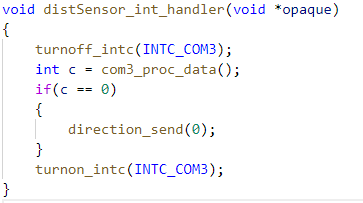 void distSensor_int_handler(void *opaque)
{
    turnoff_intc(INTC_COM3);
    int c = com3_proc_data();
    if(c == 0)
    {
        direction_send(0);
    }
    turnon_intc(INTC_COM3);
}